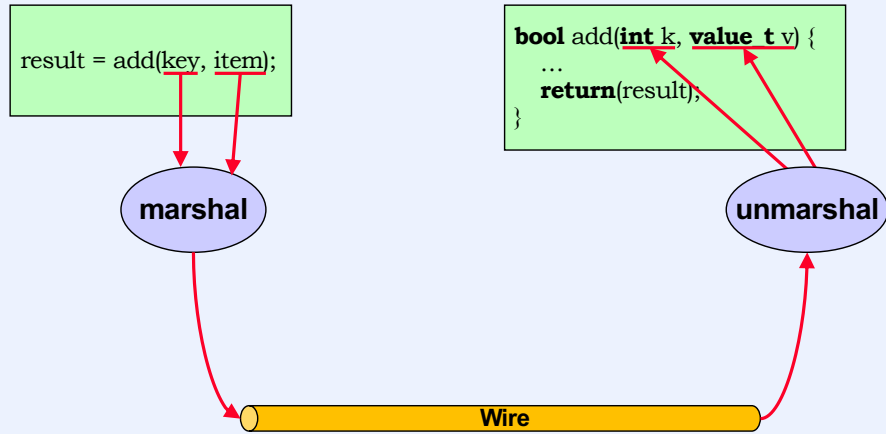 result = add(key, item);
bool add(int k, value_t v) {
…
return(result);
}
marshal
unmarshal
Wire